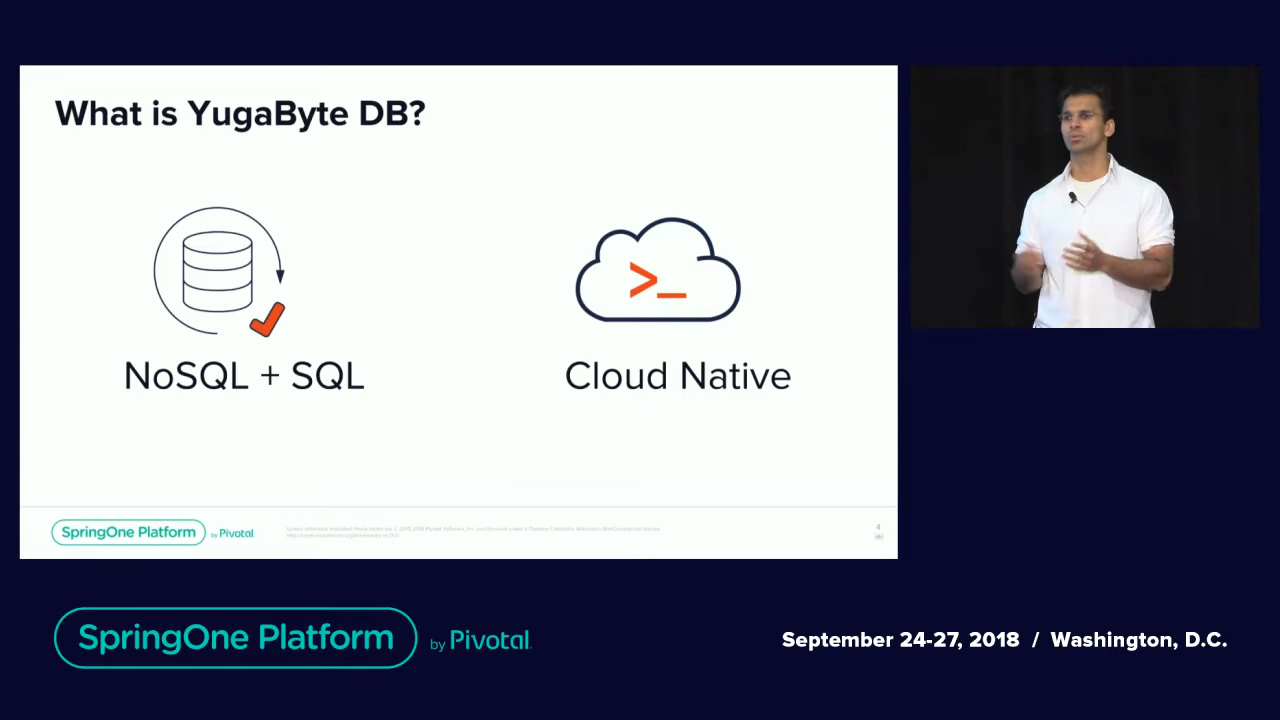 What is YugaByte DB?
>_
NoSQL + SQL
Cloud Native
SpringOne Platform
by Pivotal
4
SpringOne Platform
by Pivotal.
September 24-27, 2018 / Washington, D.C.